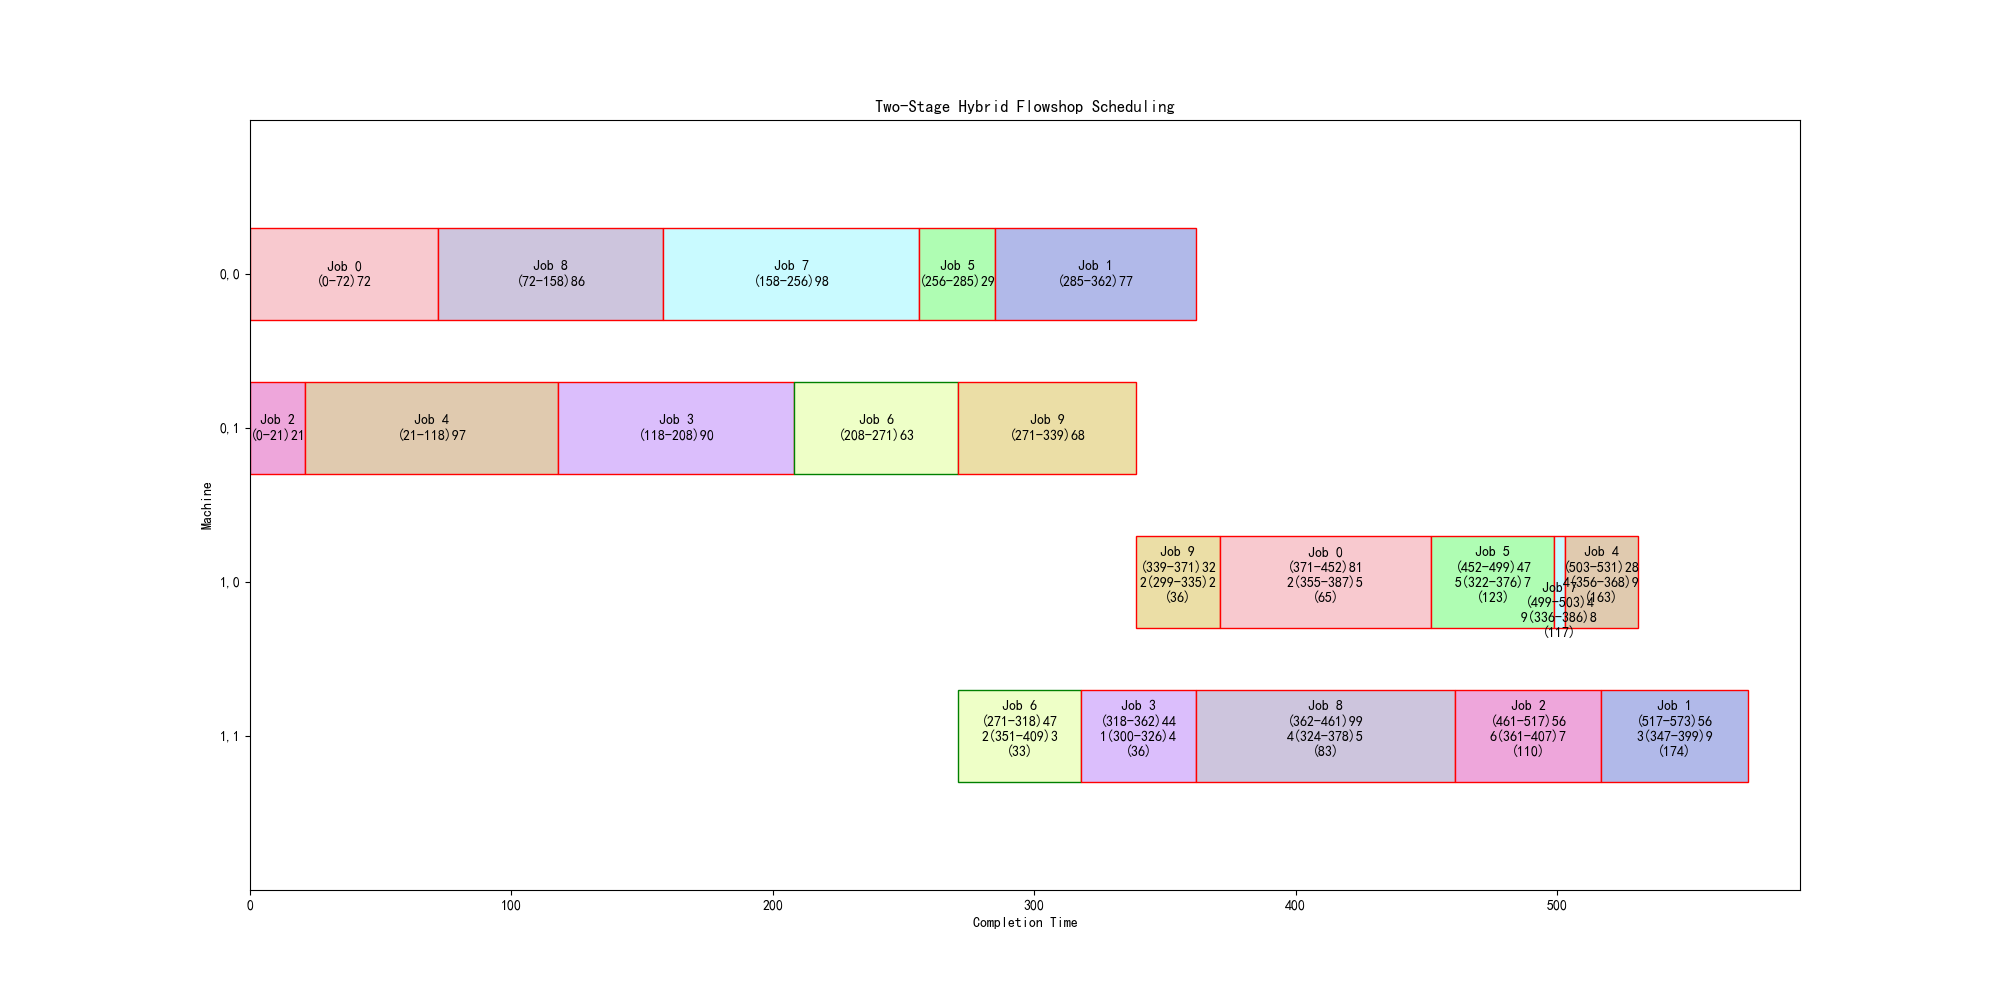 Two-Stage Hybrid Flowshop Scheduling
0,0
Job 0
(0-72)72
Job 8
(72-158)86
Job 7
(158-256)98
Job 5
(256-285)29
Job 1
(285-362)77
0,1
Job 2
(0-21)21
Job 4
(21-118)97
Job 3
(118-208)90
Job 6
(208-271)63
Job 9
(271-339)68
Machine
1,0
Job 9
(339-371)32
2(299-335)2
(36)
Job 0
(371-452)81
2(355-387)5
(65)
Job 5
(452-499)47
5(322-376)7
(123)
Job 7
(499-503)4
9(336-386)8
(117)
Job 4
(503-531)28
4(356-368)9
(163)
1,1
Job 6
(271-318)47
2(351-409)3
(33)
Job 3
(318-362)44
1(300-326)4
(36)
Job 8
(362-461)99
4(324-378)5
(83)
Job 2
(461-517)56
6(361-407)7
(110)
Job 1
(517-573)56
3(347-399)9
(174)
0
100
200
300
400
500
Completion Time